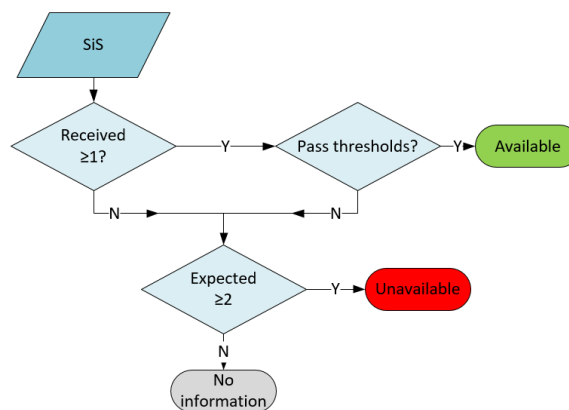 SiS
Received
≥1?
Y
Pass thresholds?
Y
Available
N
N
Expected
≥2
Y
Unavailable
N
No
information